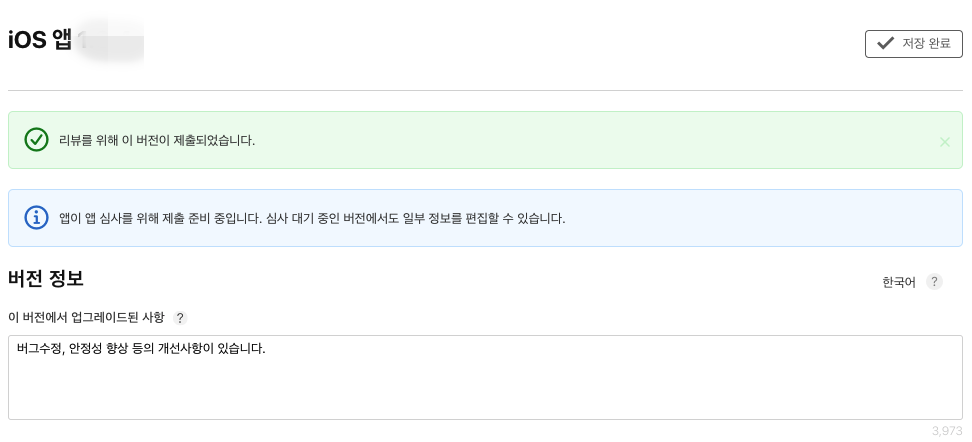 iOS 앱
저장 완료
리뷰를 위해 이 버전이 제출되었습니다.
앱이 앱 심사를 위해 제출 준비 중입니다. 심사 대기 중인 버전에서도 일부 정보를 편집할 수 있습니다.
버전 정보
한국어 ?
이 버전에서 업그레이드된 사항 ?
버그수정, 안정성 향상 등의 개선사항이 있습니다.
3,973